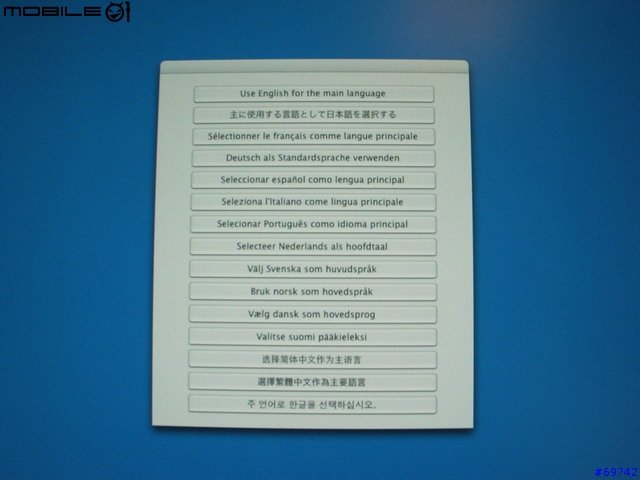 MOBILE01
Use English for the main language
主に使用する言語として日本語を選択する
Sélectionner le français comme langue principale
Deutsch als Standardsprache verwenden
Seleccionar español como lengua principal
Seleziona l'Italiano come lingua principale
Selecionar Português como idioma principal
Selecteer Nederlands als hoofdtaal
Välj Svenska som huvudspråk
Bruk norsk som hovedspråk
Vælg dansk som hovedsprog
Valitse suomi pääkieleksi
选择简体中文作为主语言
選擇繁體中文作為主要語言
주 언어로 한글을 선택하십시오.
#69742